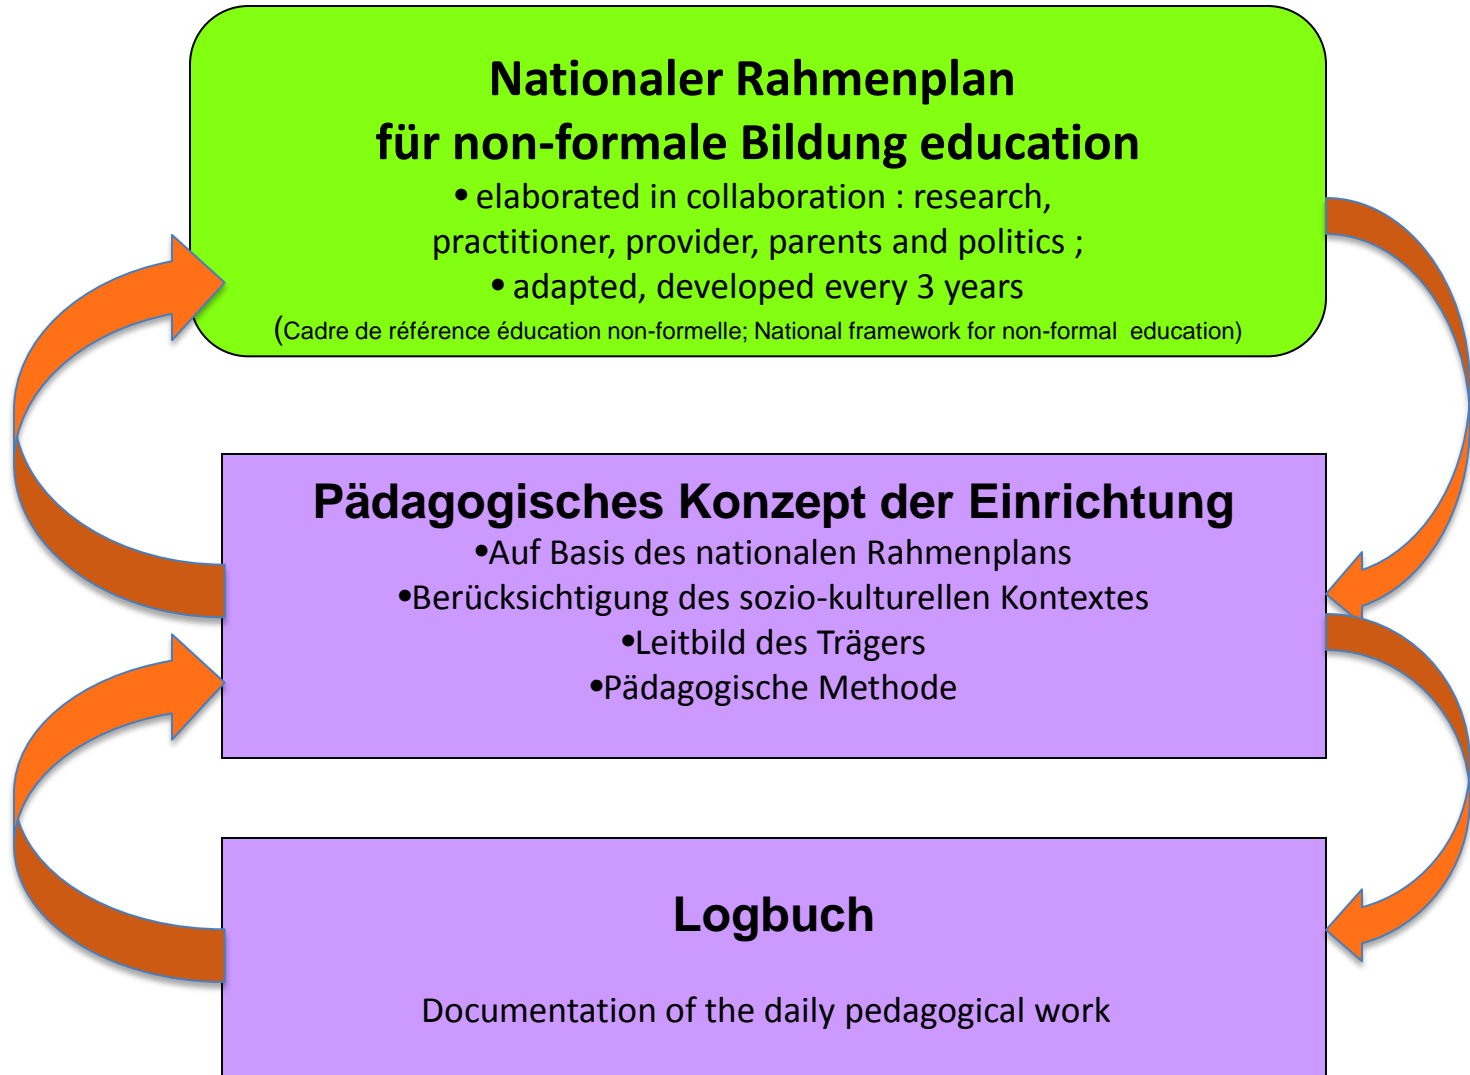 Nationaler Rahmenplan
für non-formale Bildung education
• elaborated in collaboration : research,
practitioner, provider, parents and politics ;
• adapted, developed every 3 years
(Cadre de référence éducation non-formelle; National framework for non-formal education)
Pädagogisches Konzept der Einrichtung
•Auf Basis des nationalen Rahmenplans
•Berücksichtigung des sozio-kulturellen Kontextes
•Leitbild des Trägers
•Pädagogische Methode
Logbuch
Documentation of the daily pedagogical work